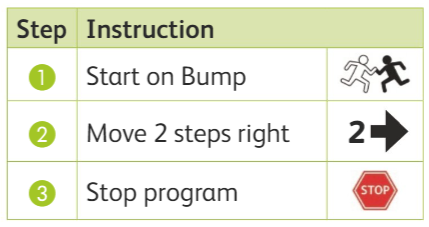 Step Instruction
1 Start on Bump
2 Move 2 steps right 2
3 Stop program STOP